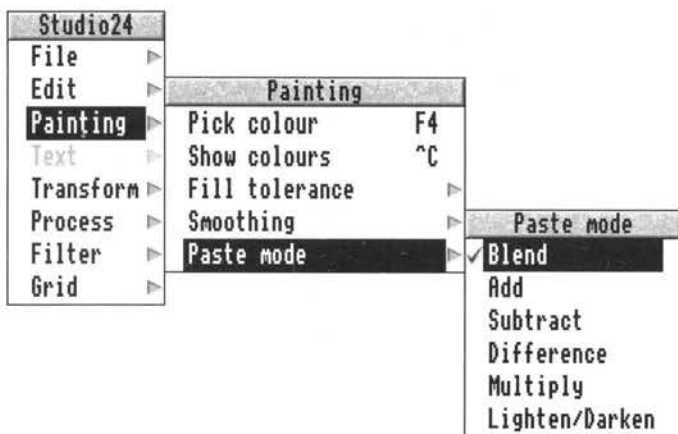 Studio24
File
Edit
Painting
Text
Transform
Process
Filter
Grid
Painting
Pick colour F4
Show colours ^C
Fill tolerance
Smoothing
Paste mode
Paste mode
Blend
Add
Subtract
Difference
Multiply
Lighten/Darken